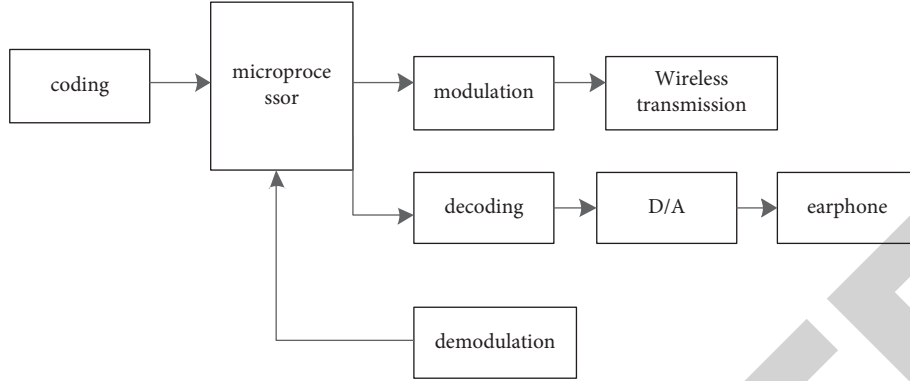 coding
microproce
ssor
modulation
Wireless
transmission
decoding
D/A
earphone
demodulation